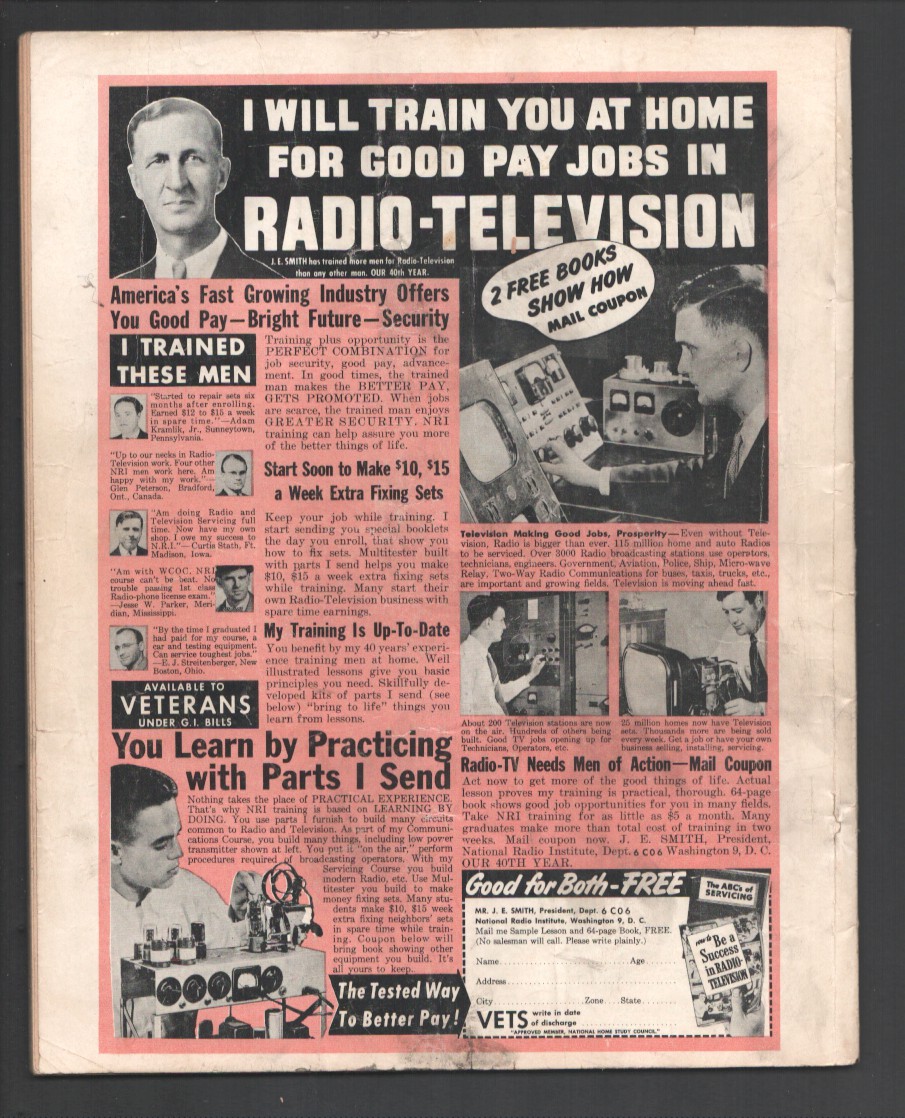 I WILL TRAIN YOU AT HOME
FOR GOOD PAY JOBS IN
RADIO-TELEVISION
J. E. SMITH has trained more men for Radio-Television
than any other man. OUR 40th YEAR.
2 FREE BOOKS
SHOW HOW
MAIL COUPON
America's Fast Growing Industry Offers
You Good Pay—Bright Future—Security
I TRAINED
THESE MEN
"Started to repair sets six
months after enrolling.
Earned $12 to $15 a week
in spare time."—Adam
Kramlik, Jr., Sunneytown,
Pennsylvania.
"Up to our necks in Radio-
Television work. Four other
NRI men work here. Am
happy with my work."—
Glen Peterson, Bradford,
Ont., Canada.
"Am doing Radio and
Television Servicing full
time. Now have my own
shop. I owe my success to
N.R.I."—Curtis Stath, Ft.
Madison, Iowa.
"Am with WCOC. NRI
course can't be beat. No
trouble passing 1st class
Radio-phone license exam."
—Jesse W. Parker, Meri-
dian, Mississippi.
"By the time I graduated I
had paid for my course, a
car and testing equipment.
Can service toughest jobs."
—E. J. Streitenberger, New
Boston, Ohio.
AVAILABLE TO
VETERANS
UNDER G.I. BILLS
Training plus opportunity is the
PERFECT COMBINATION for
job security, good pay, advance-
ment. In good times, the trained
man makes the BETTER PAY,
GETS PROMOTED. When jobs
are scarce, the trained man enjoys
GREATER SECURITY. NRI
training can help assure you more
of the better things of life.
Start Soon to Make $10, $15
a Week Extra Fixing Sets
Keep your job while training. I
start sending you special booklets
the day you enroll, that show you
how to fix sets. Multitester built
with parts I send helps you make
$10, $15 a week extra fixing sets
while training. Many start their
own Radio-Television business with
spare time earnings.
My Training Is Up-To-Date
You benefit by my 40 years' experi-
ence training men at home. Well
illustrated lessons give you basic
principles you need. Skillfully de-
veloped kits of parts I send (see
below) "bring to life" things you
learn from lessons.
Television Making Good Jobs, Prosperity—Even without Tele-
vision, Radio is bigger than ever. 115 million home and auto Radios
to be serviced. Over 3000 Radio broadcasting stations use operators,
technicians, engineers. Government, Aviation, Police, Ship, Micro-wave
Relay, Two-Way Radio Communications for buses, taxis, trucks, etc.,
are important and growing fields. Television is moving ahead fast.
About 200 Television stations are now
on the air. Hundreds of others being
built. Good TV jobs opening up for
Technicians, Operators, etc.
25 million homes now have Television
sets. Thousands more are being sold
every week. Get a job or have your own
business selling, installing, servicing.
You Learn by Practicing
with Parts I Send
Nothing takes the place of PRACTICAL EXPERIENCE.
That's why NRI training is based on LEARNING BY
DOING. You use parts I furnish to build many circuits
common to Radio and Television. As part of my Communi-
cations Course, you build many things, including low power
transmitter shown at left. You put it "on the air," perform
procedures required of broadcasting operators. With my
Servicing Course you build
modern Radio, etc. Use Mul-
titester you build to make
money fixing sets. Many stu-
dents make $10, $15 week
extra fixing neighbors' sets
in spare time while train-
ing. Coupon below will
bring book showing other
equipment you build. It's
all yours to keep.
The Tested Way
To Better Pay!
Radio-TV Needs Men of Action—Mail Coupon
Act now to get more of the good things of life. Actual
lesson proves my training is practical, thorough. 64-page
book shows good job opportunities for you in many fields.
Take NRI training for as little as $5 a month. Many
graduates make more than total cost of training in two
weeks. Mail coupon now. J. E. SMITH, President,
National Radio Institute, Dept. 6CO6 Washington 9, D. C.
OUR 40TH YEAR.
Good for Both-FREE
MR. J. E. SMITH, President, Dept. 6 CO6
National Radio Institute, Washington 9, D. C.
Mail me Sample Lesson and 64-page Book, FREE.
(No salesman will call. Please write plainly.)
Name Age
Address
City Zone State
VETS write in date
of discharge
"APPROVED MEMBER, NATIONAL HOME STUDY COUNCIL."
The ABCs of
SERVICING
How to Be a
Success
in RADIO-
TELEVISION